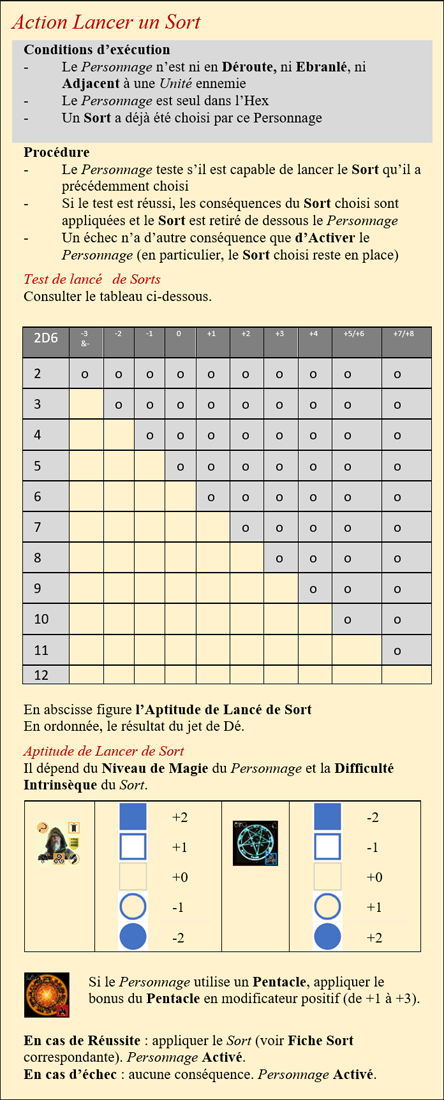 Action Lancer un Sort
Conditions d'exécution
- Le Personnage n'est ni en Déroute, ni Ebranlé, ni
Adjacent à une Unité ennemie
- Le Personnage est seul dans l'Hex
- Un Sort a déjà été choisi par ce Personnage
Procédure
- Le Personnage teste s'il est capable de lancer le Sort qu'il a
précédemment choisi
- Si le test est réussi, les conséquences du Sort choisi sont
appliquées et le Sort est retiré de dessous le Personnage
- Un échec n'a d'autre conséquence que d'Activer le
Personnage (en particulier, le Sort choisi reste en place)
Test de lancé de Sorts
Consulter le tableau ci-dessous.
2D6 -3 &- -2 -1 0 +1 +2 +3 +4 +5/+6 +7/+8
2 o o o o o o o o o o
3 o o o o o o o o o
4 o o o o o o o o
5 o o o o o o o
6 o o o o o o
7 o o o o o
8 o o o o
9 o o o
10 o o
11 o
12
En abscisse figure l'Aptitude de Lancé de Sort
En ordonnée, le résultat du jet de Dé.
Aptitude de Lancer de Sort
Il dépend du Niveau de Magie du Personnage et la Difficulté
Intrinsèque du Sort.
+2 -2
+1 -1
+0 +0
-1 +1
-2 +2
Si le Personnage utilise un Pentacle, appliquer le
bonus du Pentacle en modificateur positif (de +1 à +3).
En cas de Réussite : appliquer le Sort (voir Fiche Sort
correspondante). Personnage Activé.
En cas d'échec : aucune conséquence. Personnage Activé.